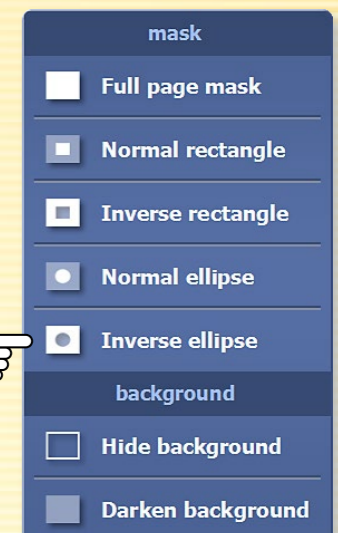 mask
Full page mask
Normal rectangle
Inverse rectangle
Normal ellipse
Inverse ellipse
background
Hide background
Darken background